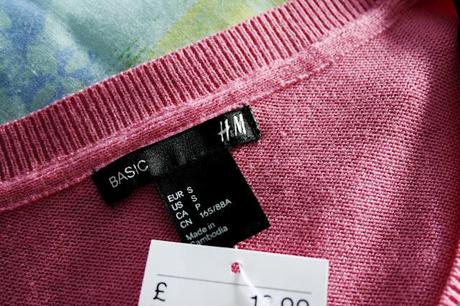 H&M
BASIC
EUR S
US S
CA P
CN 165/88A
Made in
Cambodia
£